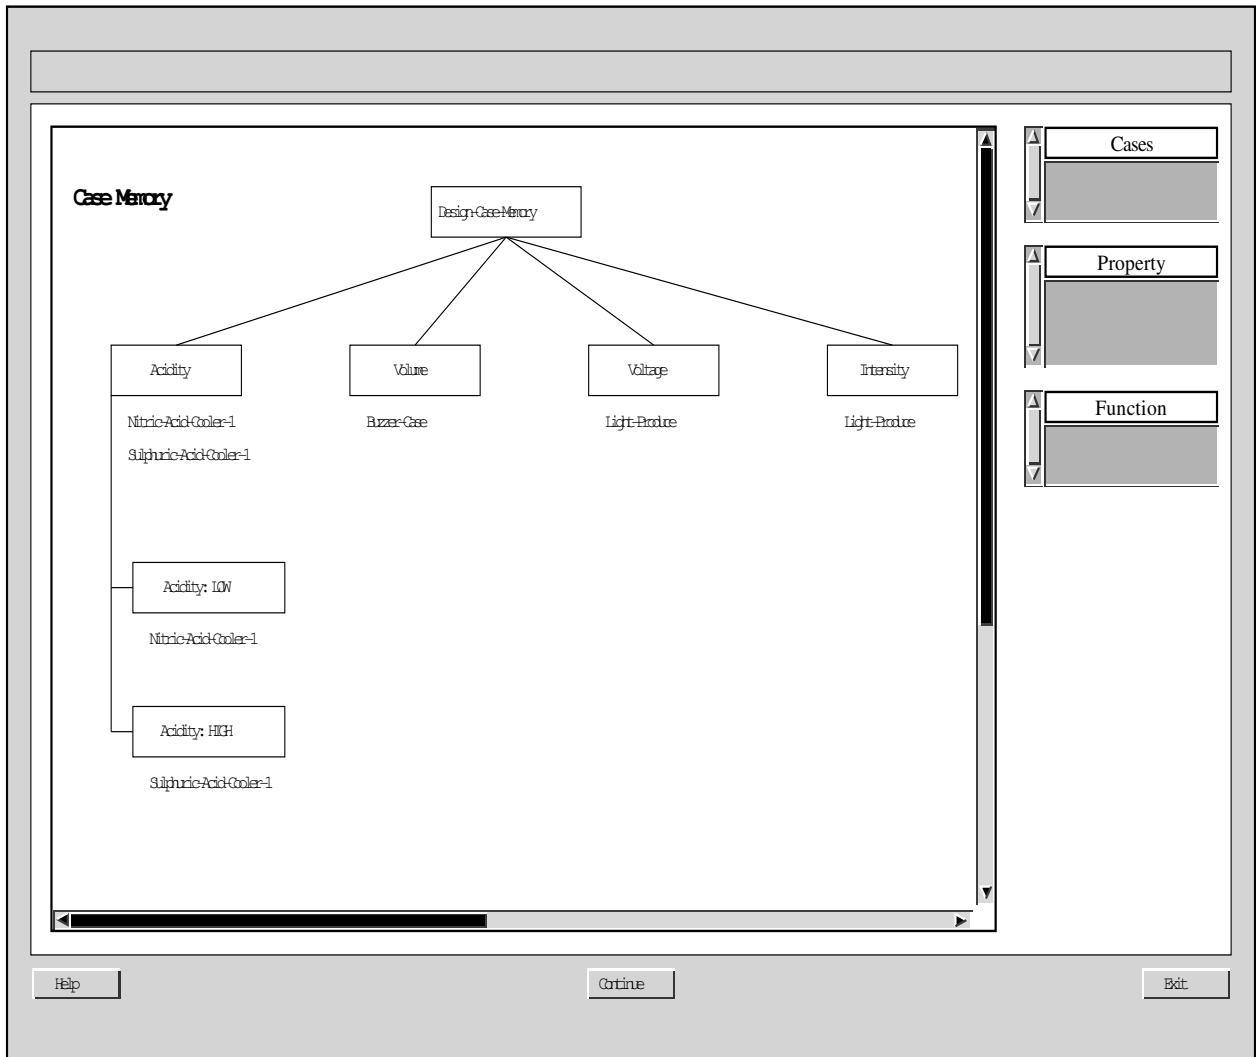 Case Memory
Design-Case-Memory
Acidity
Volume
Voltage
Intensity
Nitric-Acid-Cooler-1
Buzzer-Case
Light-Produce
Light-Produce
Sulphuric-Acid-Cooler-1
Acidity: LOW
Nitric-Acid-Cooler-1
Acidity: HIGH
Sulphuric-Acid-Cooler-1
Cases
Property
Function
Help
Continue
Exit